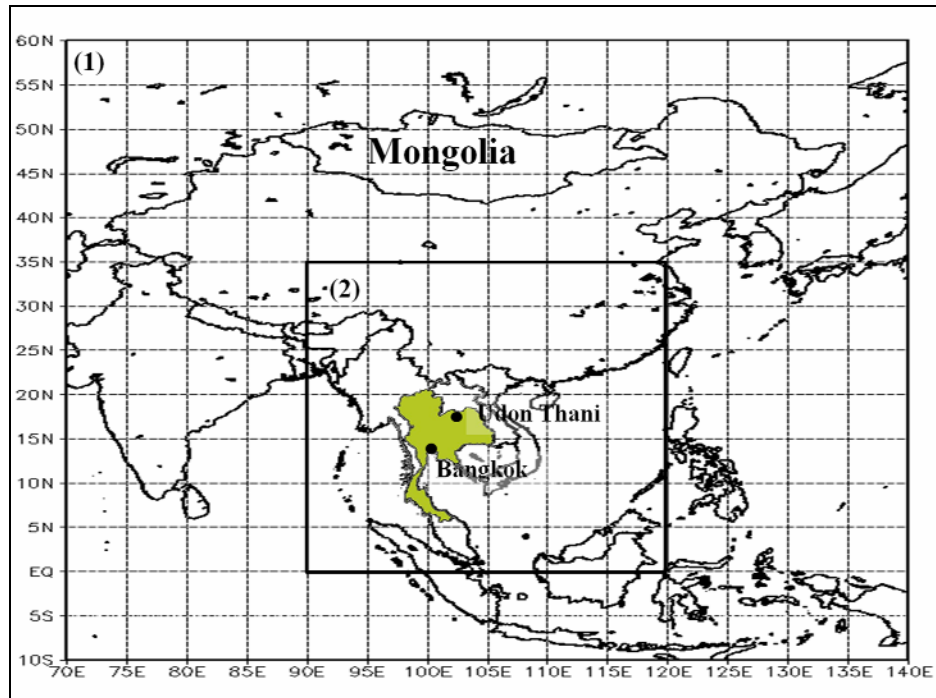 60N
(1)
55N
50N
Mongolia
45N
40N
35N
(2)
30N
25N
20N
Udon Thani
15N
Bangkok
10N
5N
EQ
5S
10S
70E 75E 80E 85E 90E 95E 100E 105E 110E 115E 120E 125E 130E 135E 140E